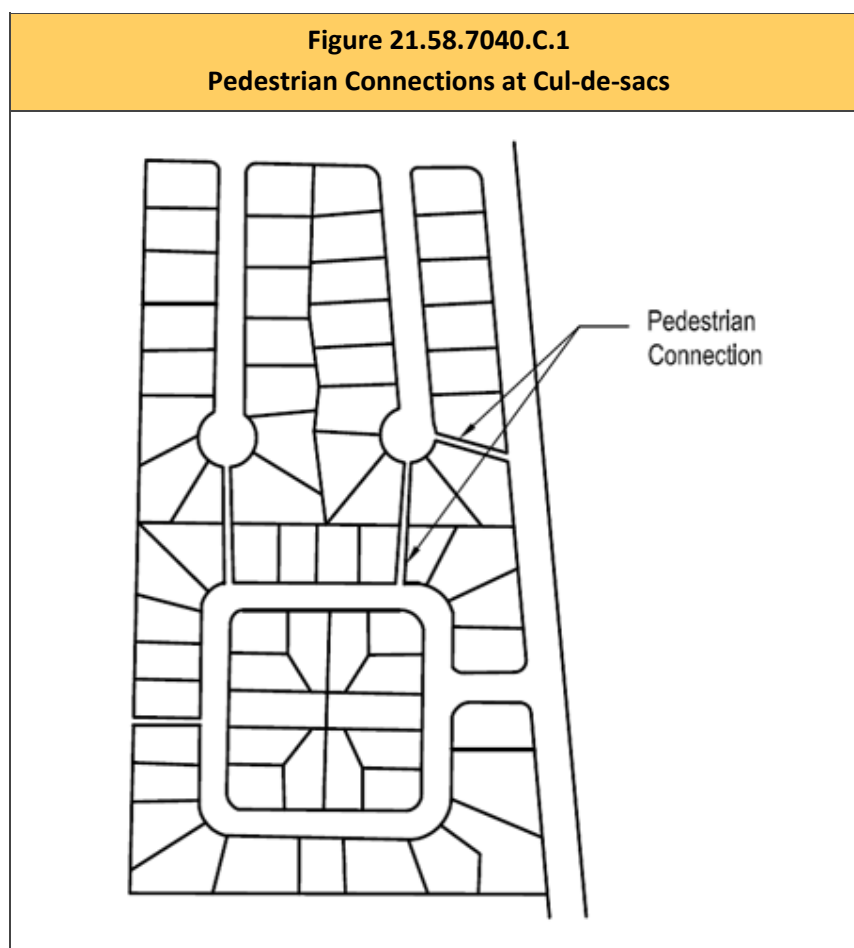 Figure 21.58.7040.C.1
Pedestrian Connections at Cul-de-sacs
Pedestrian
Connection